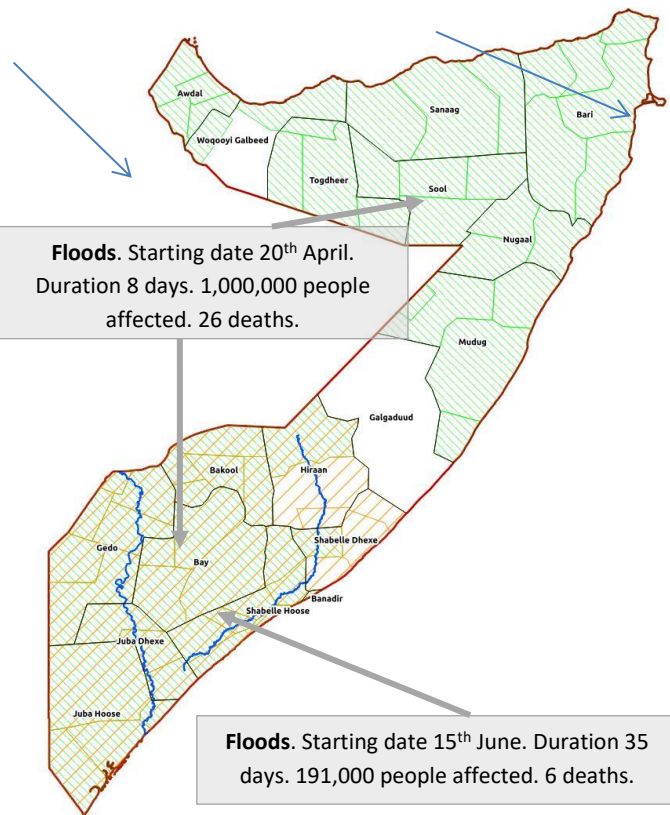 Awdal
Sanaag
Bari
Woqooyi Galbeed
Togdheer
Sool
Nugaal
Floods. Starting date 20th April.
Duration 8 days. 1,000,000 people
affected. 26 deaths.
Mudug
Galgaduud
Bakool
Hiraan
Gedo
Shabelle Dhexe
Bay
Banadir
Shabelle Hoose
Juba Dhexe
Juba Hoose
Floods. Starting date 15th June. Duration 35
days. 191,000 people affected. 6 deaths.